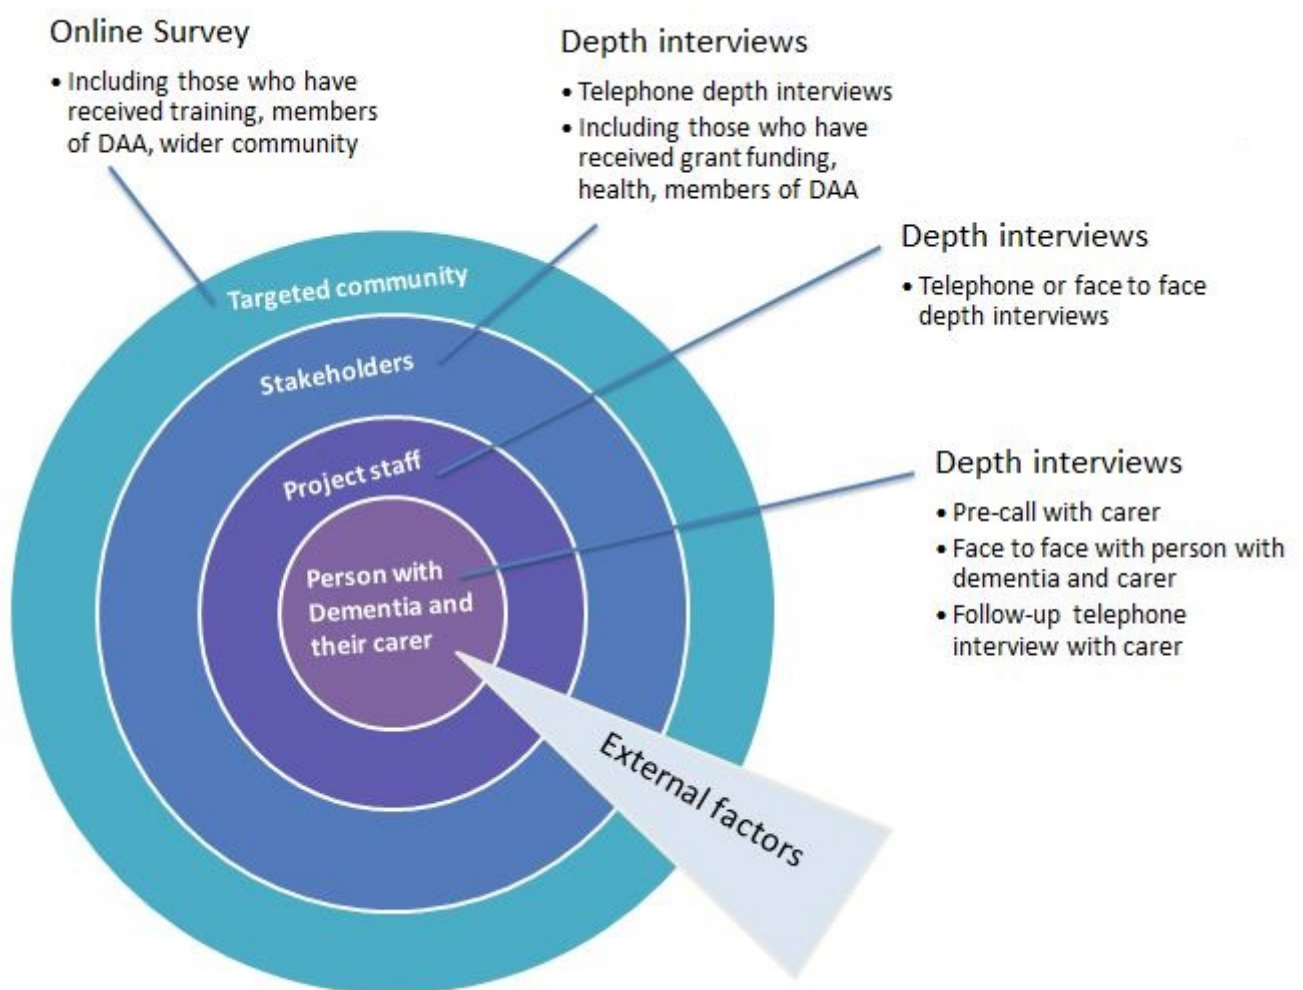 Online Survey
• Including those who have
received training, members
of DAA, wider community
Depth interviews
• Telephone depth interviews
• Including those who have
received grant funding,
health, members of DAA
Depth interviews
• Telephone or face to face
depth interviews
Depth interviews
• Pre-call with carer
• Face to face with person with
dementia and carer
• Follow-up telephone
interview with carer
Targeted community
Stakeholders
Project staff
Person with
Dementia and
their carer
External factors